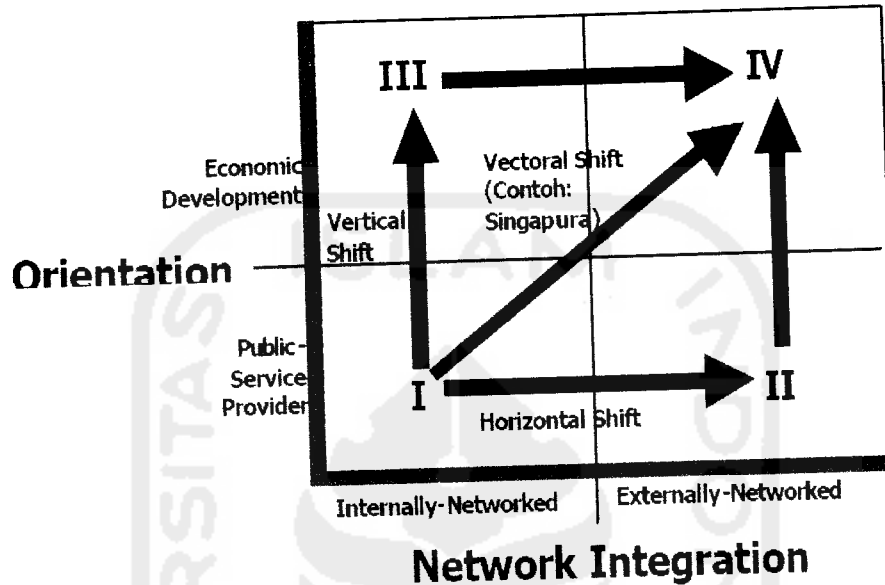 III
IV
Economic
Development
Vectoral Shift
(Contoh:
Singapura)
Vertical
Shift
Orientation
Public-
Service
Provider
I
II
Horizontal Shift
Internally-Networked
Externally-Networked
Network Integration
ISLAM